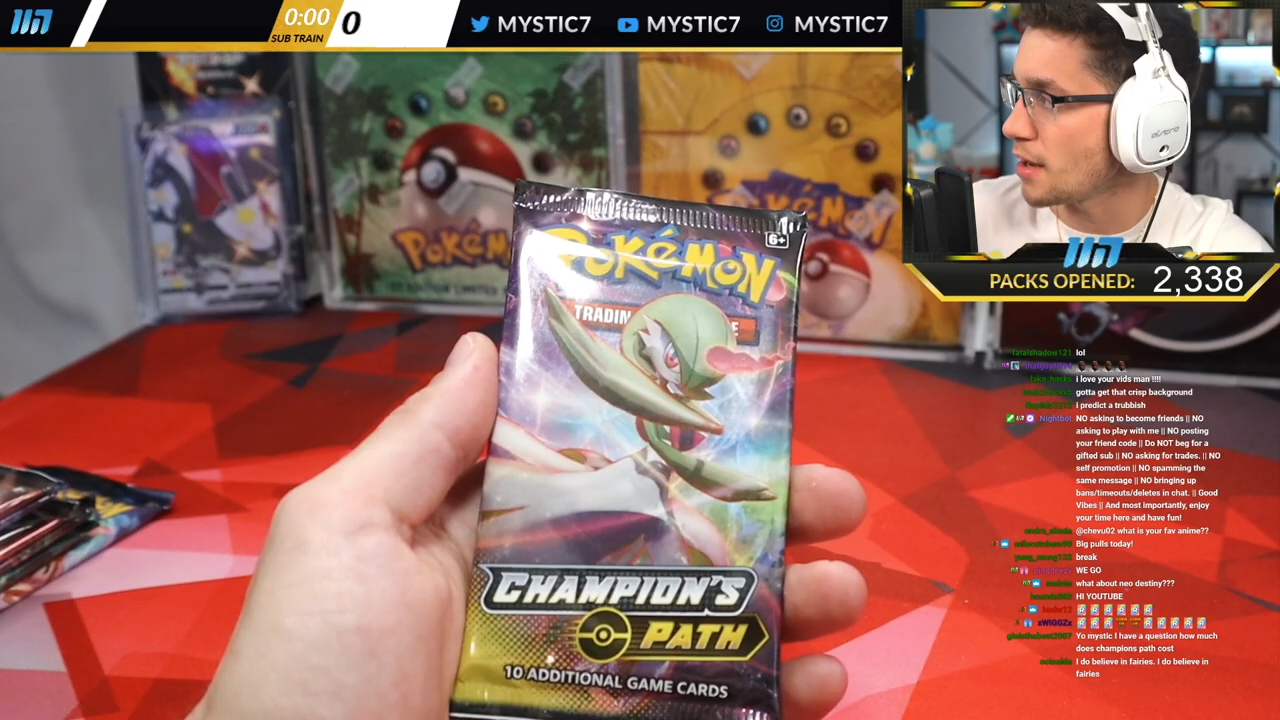 0:00
SUB TRAIN
0
MYSTIC7
MYSTIC7
MYSTIC7
PACKS OPENED: 2,338
POKÉM
POKÉMON
POKÉMON
6+
TRADIN
E
CHAMPION'S
PATH
10 ADDITIONAL GAME CARDS
astro
fatalshadow121 lol
i love your vids man !!!!
gotta get that crisp background
i predict a trubbish
Nightbot NO asking to become friends || NO
asking to play with me || NO posting
your friend code || Do NOT beg for a
gifted sub || NO asking for trades. || NO
self promotion || NO spamming the
same message || NO bringing up
bans/timeouts/deletes in chat. || Good
Vibes || And most importantly, enjoy
your time here and have fun!
@chevu02 what is your fav anime??
Big pulls today!
break
WE GO
what about neo destiny???
HI YOUTUBE
xWIGGZx
Yo mystic I have a question how much
does champions path cost
I do believe in fairies. I do believe in
fairies